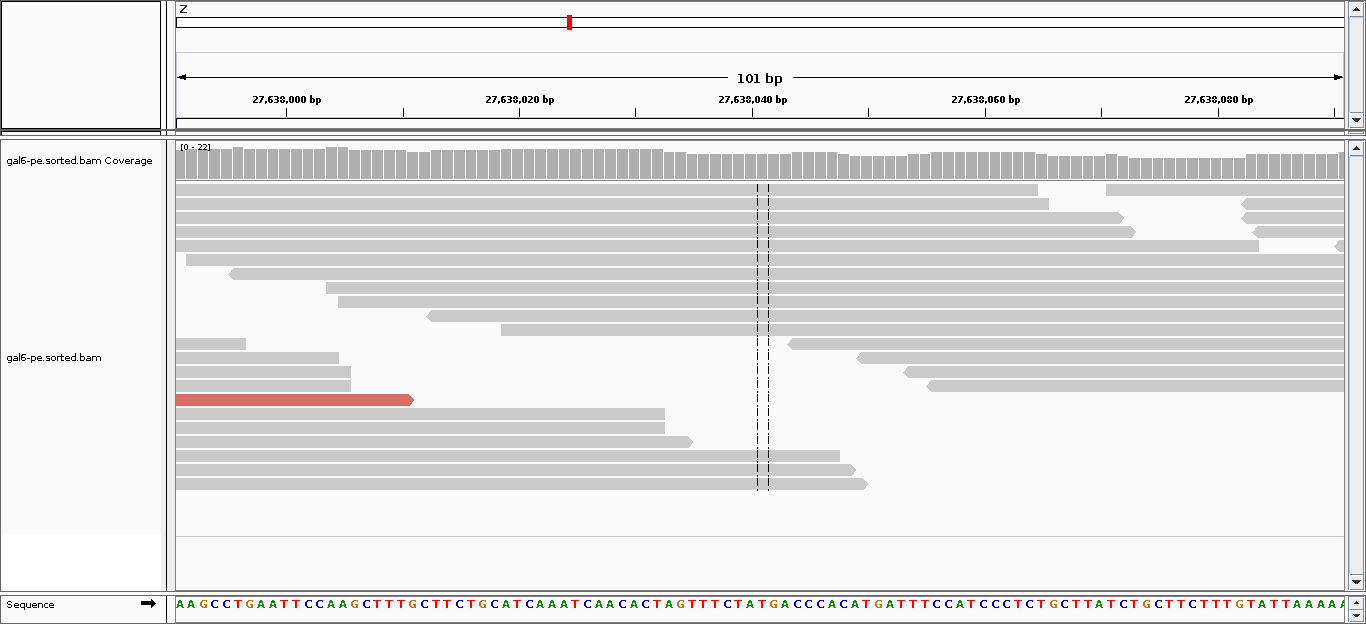 Z
101 bp
27,638,000 bp 27,638,020 bp 27,638,040 bp 27,638,060 bp 27,638,080 bp
[0 - 22]
gal6-pe.sorted.bam Coverage
gal6-pe.sorted.bam
Sequence
AAGCCTGAATTCCAAGCTTTGCTTCTGCATCAAATCAACACTAGTTTCTATGACCCACATGATTTCCATCCCTCTGCTTATCTGCTTCTTTGTATTAAAAA